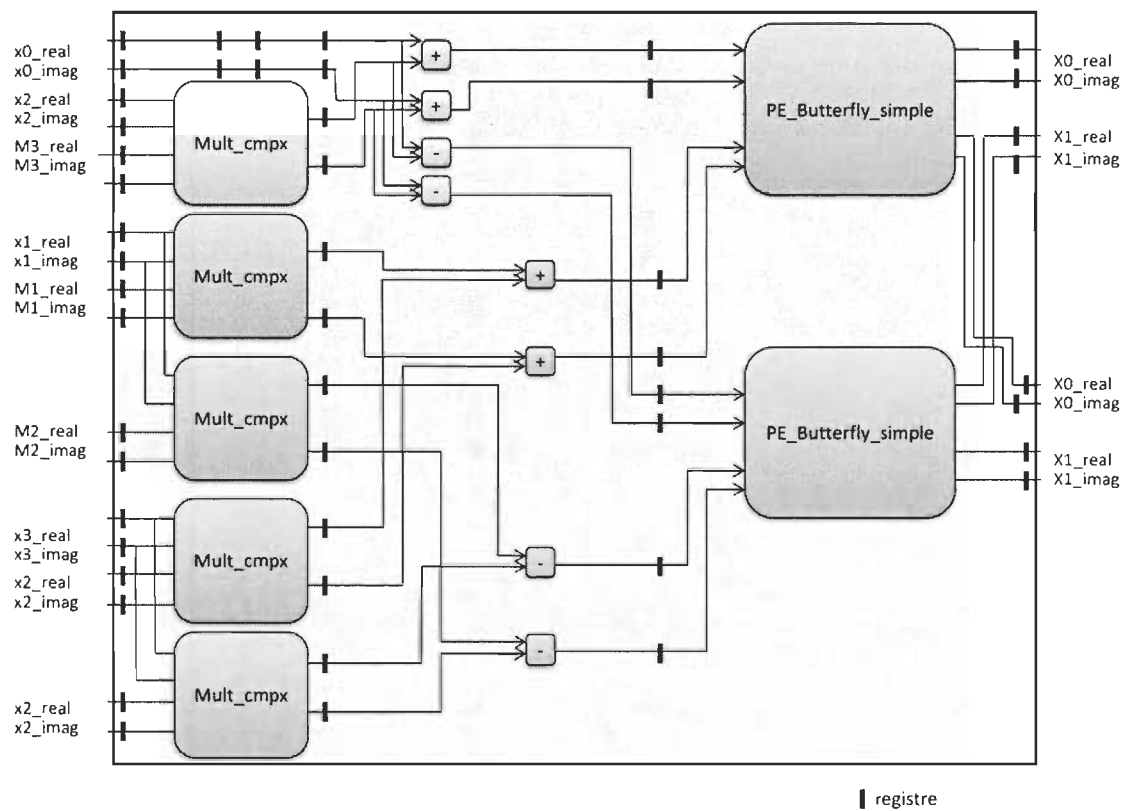 x0_real
x0_imag
x2_real
x2_imag
M3_real
M3_imag
x1_real
x1_imag
M1_real
M1_imag
M2_real
M2_imag
x3_real
x3_imag
x2_real
x2_imag
x2_real
x2_imag
Mult_cmpx
Mult_cmpx
Mult_cmpx
Mult_cmpx
Mult_cmpx
+
+
-
-
+
+
-
-
PE_Butterfly_simple
PE_Butterfly_simple
X0_real
X0_imag
X1_real
X1_imag
X0_real
X0_imag
X1_real
X1_imag
registre